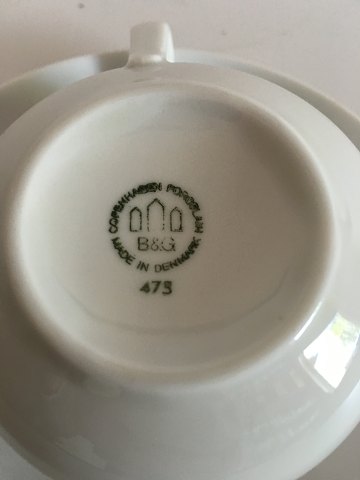 COPENHAGEN PORCELAIN
B&G
MADE IN DENMARK
473